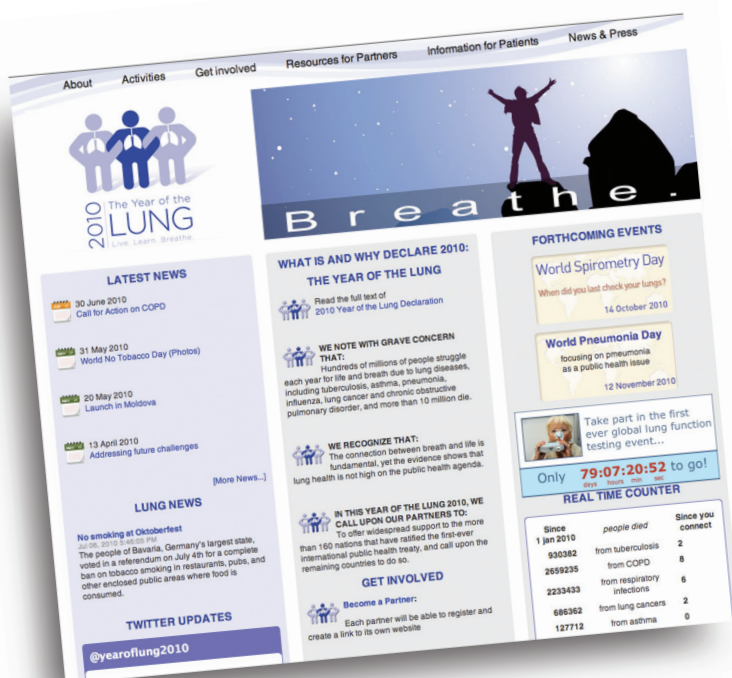 About
Activities
Get involved
Resources for Partners
Information for Patients
News & Press
2010
The Year of the
LUNG
Live. Learn. Breathe.
Breathe.
LATEST NEWS
30 June 2010
Call for Action on COPD
31 May 2010
World No Tobacco Day (Photos)
20 May 2010
Launch in Moldova
13 April 2010
Addressing future challenges
[More News...]
LUNG NEWS
No smoking at Oktoberfest
Jul 06, 2010 5:46:05 PM
The people of Bavaria, Germany's largest state,
voted in a referendum on July 4th for a complete
ban on tobacco smoking in restaurants, pubs, and
other enclosed public areas where food is
consumed.
TWITTER UPDATES
@yearoflung2010
WHAT IS AND WHY DECLARE 2010:
THE YEAR OF THE LUNG
Read the full text of
2010 Year of the Lung Declaration
WE NOTE WITH GRAVE CONCERN
THAT:
Hundreds of millions of people struggle
each year for life and breath due to lung diseases,
including tuberculosis, asthma, pneumonia,
influenza, lung cancer and chronic obstructive
pulmonary disorder, and more than 10 million die.
WE RECOGNIZE THAT:
The connection between breath and life is
fundamental, yet the evidence shows that
lung health is not high on the public health agenda.
IN THIS YEAR OF THE LUNG 2010, WE
CALL UPON OUR PARTNERS TO:
To offer widespread support to the more
than 160 nations that have ratified the first-ever
international public health treaty, and call upon the
remaining countries to do so.
GET INVOLVED
Become a Partner:
Each partner will be able to register and
create a link to its own website
FORTHCOMING EVENTS
World Spirometry Day
When did you last check your lungs?
14 October 2010
World Pneumonia Day
focusing on pneumonia
as a public health issue
12 November 2010
Take part in the first
ever global lung function
testing event...
Only 79:07:20:52 to go!
days hours min sec
REAL TIME COUNTER
Since
1 jan 2010
people died
Since you
connect
930382 from tuberculosis 2
2659235 from COPD 8
2233433 from respiratory
infections 6
686362 from lung cancers 2
127712 from asthma 0